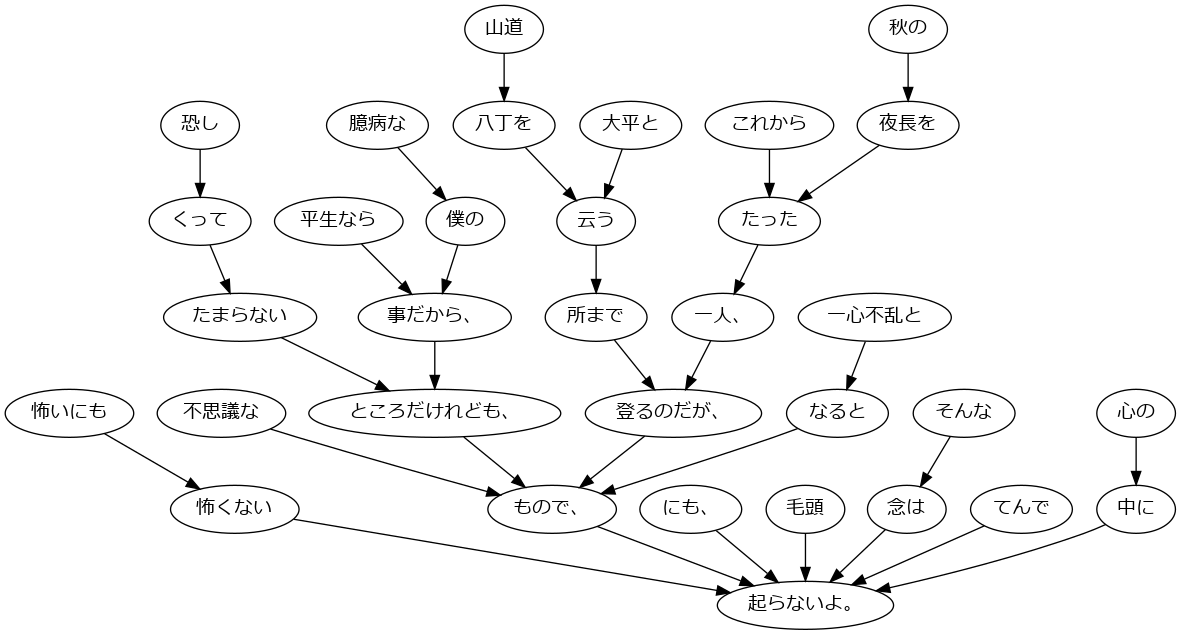 山道
秋の
恐し
臆病な
八丁を
大平と
これから
夜長を
くって
平生なら
僕の
云う
たった
たまらない
事だから、
所まで
一人、
一心不乱と
怖いにも
不思議な
ところだけれども、
登るのだが、
なると
そんな
心の
怖くない
もので、
にも、
毛頭
念は
てんで
中に
起らないよ。